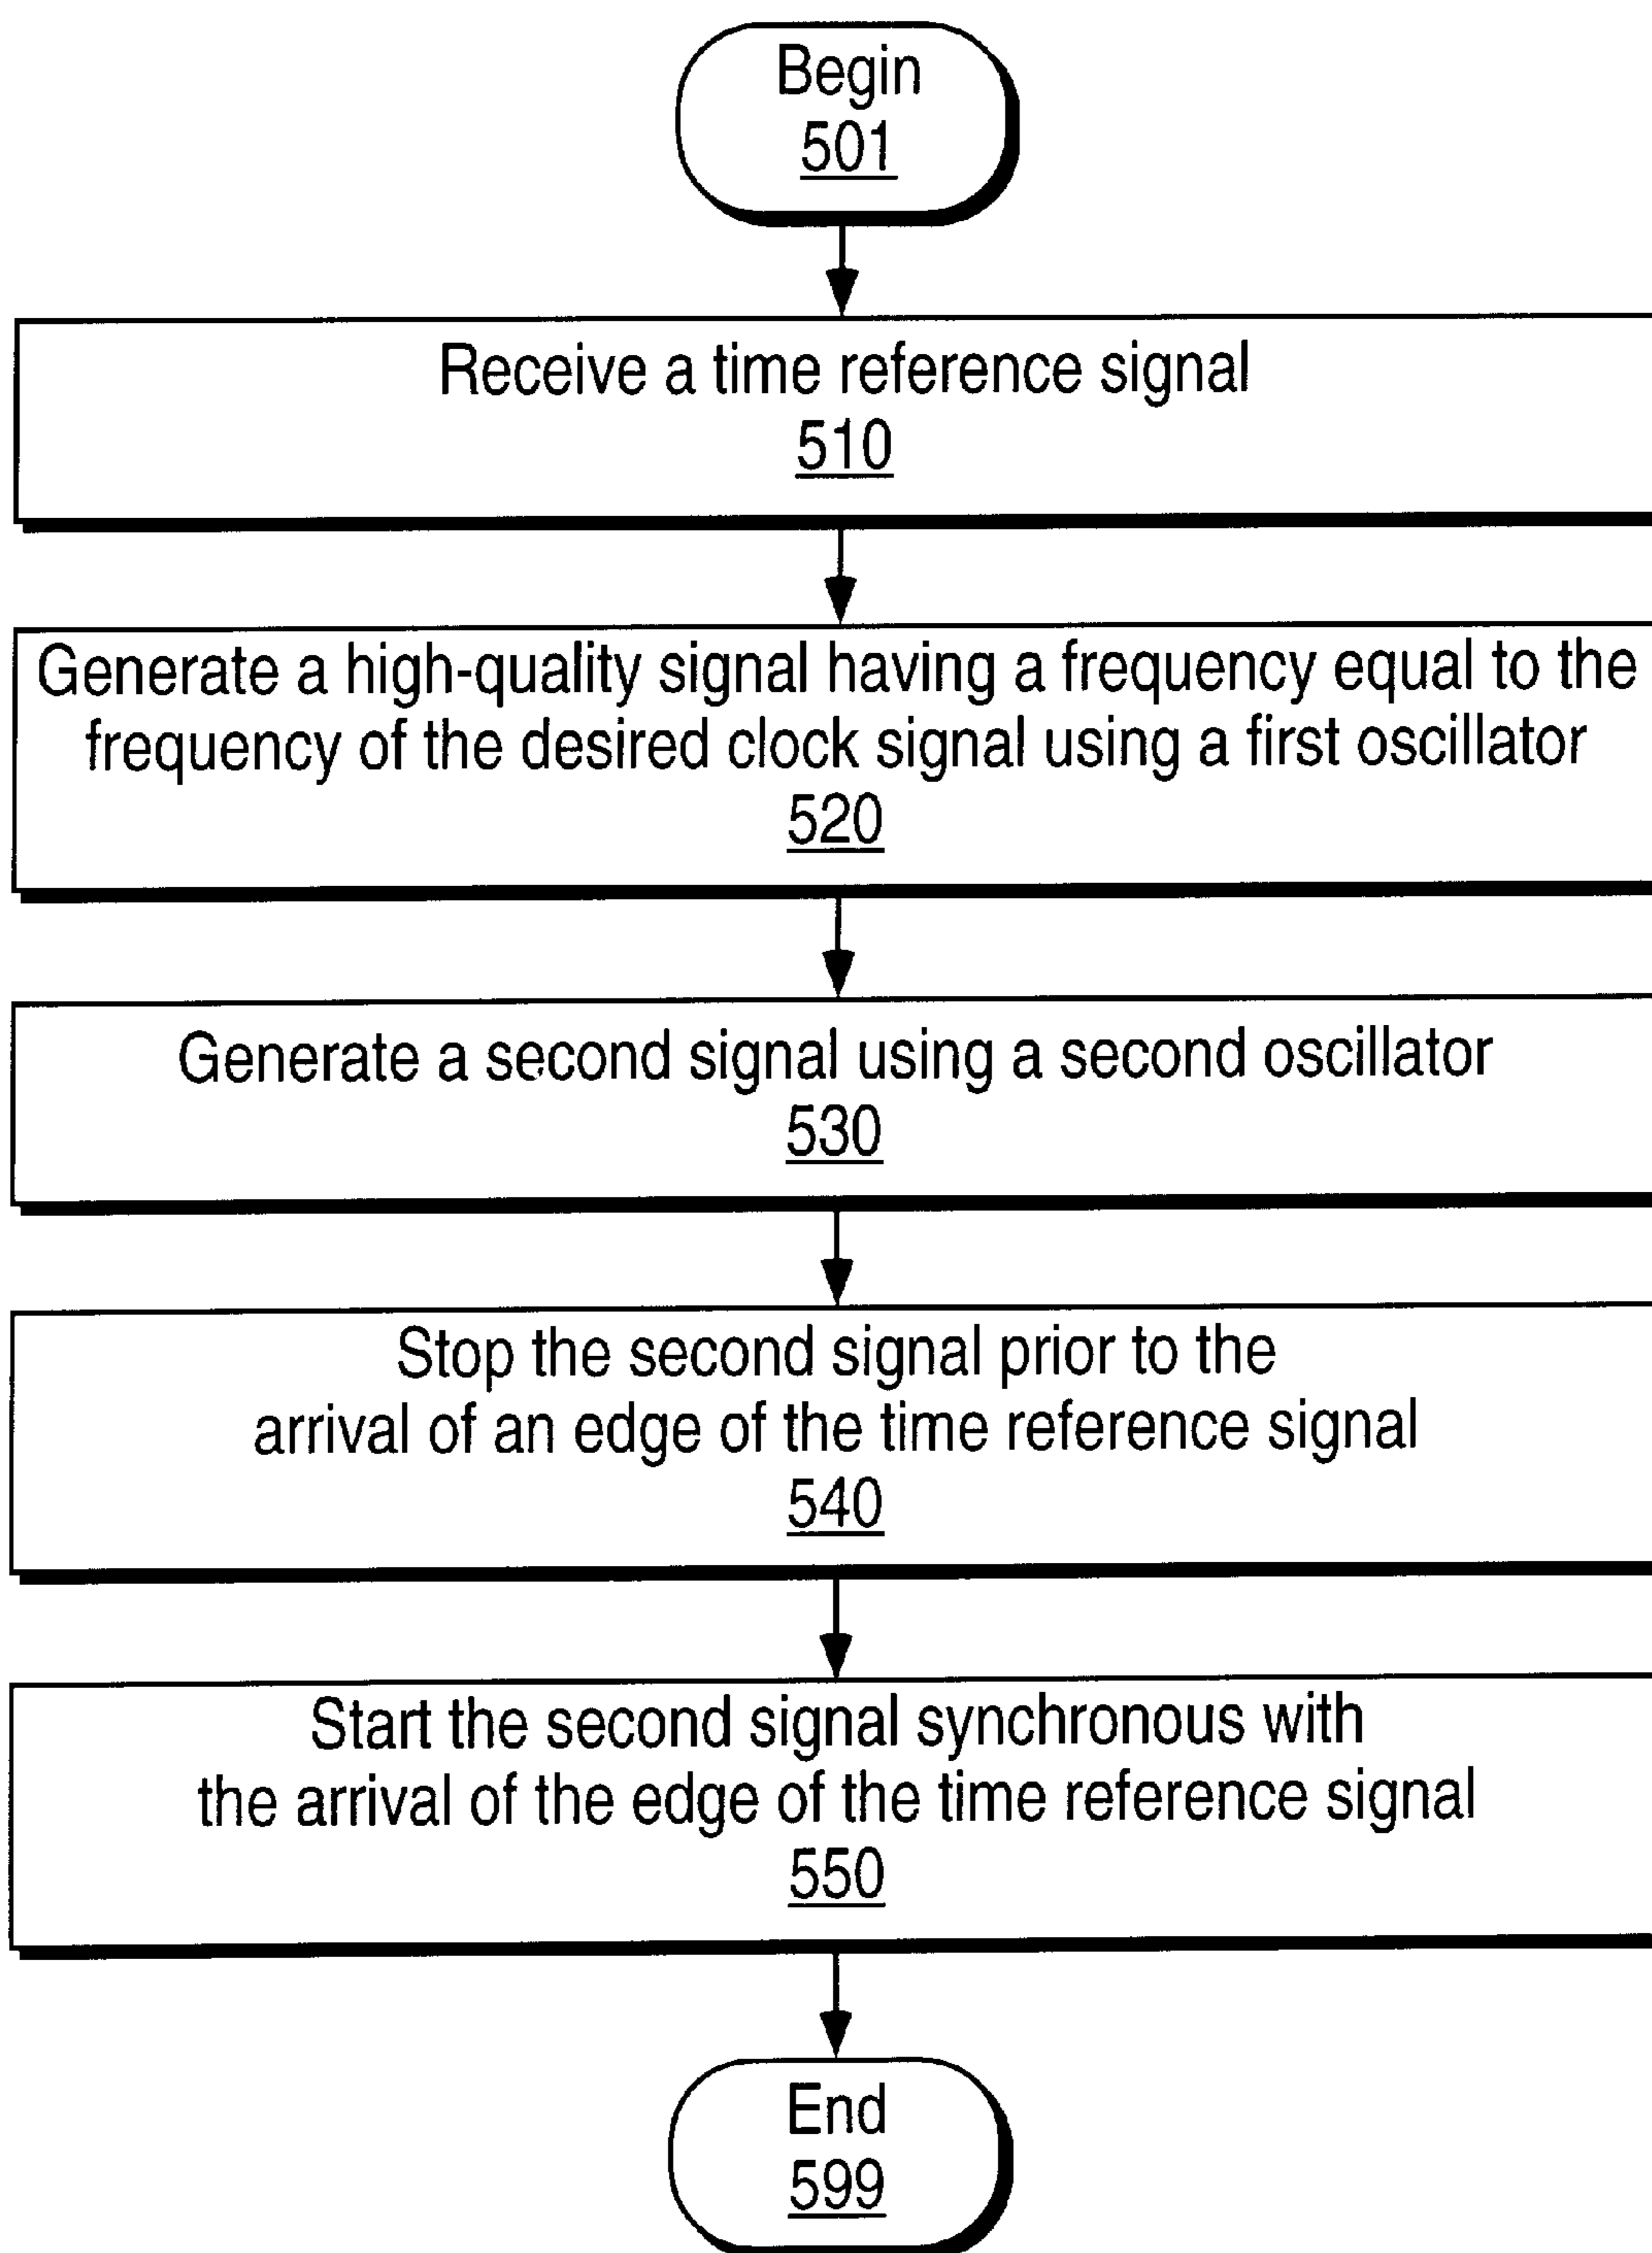 Begin
501
Receive a time reference signal
510
Generate a high-quality signal having a frequency equal to the
frequency of the desired clock signal using a first oscillator
520
Generate a second signal using a second oscillator
530
Stop the second signal prior to the
arrival of an edge of the time reference signal
540
Start the second signal synchronous with
the arrival of the edge of the time reference signal
550
End
599